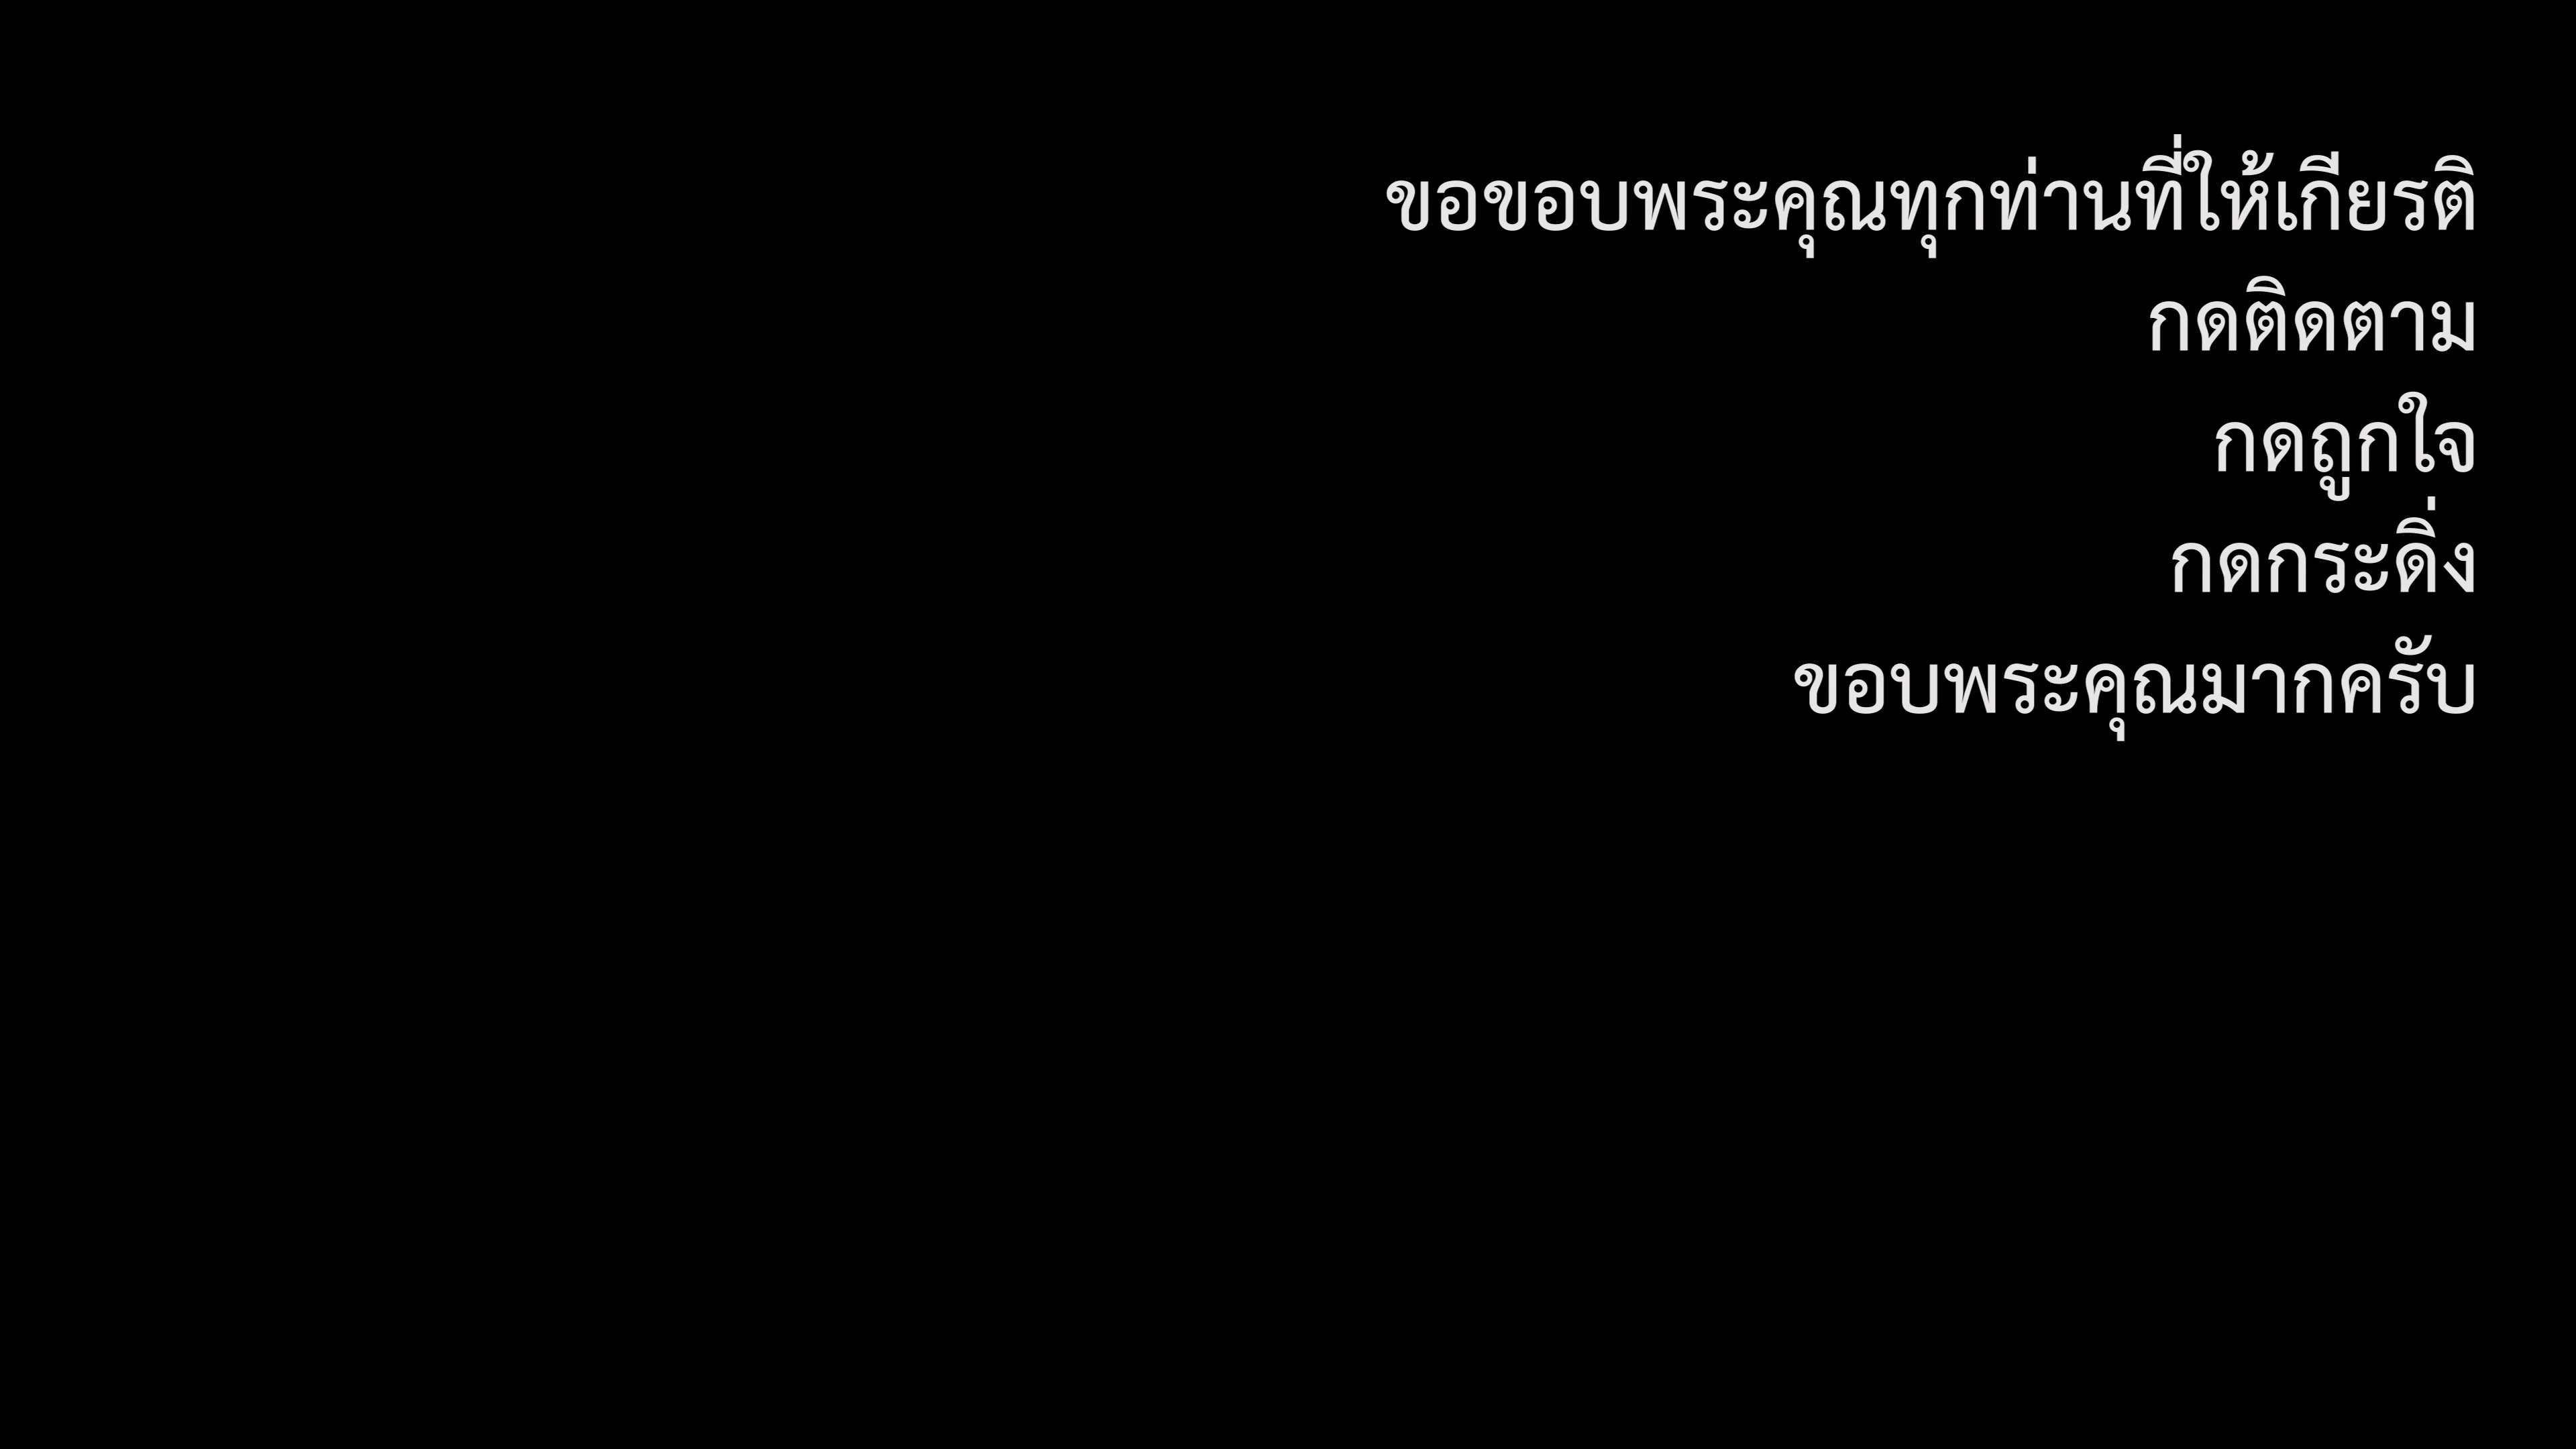 ขอขอบพระคุณทุกท่านที่ให้เกียรติ
กดติดตาม
กดถูกใจ
กดกระดิ่ง
ขอบพระคุณมากครับ